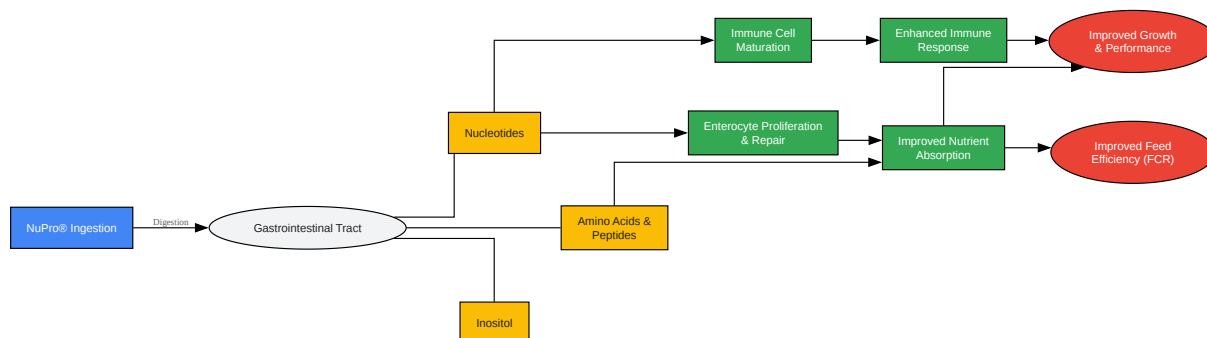 Immune Cell
Maturation
Enhanced Immune
Response
Improved Growth
& Performance
Nucleotides
Enterocyte Proliferation
& Repair
Improved Nutrient
Absorption
Improved Feed
Efficiency (FCR)
NuPro® Ingestion
Digestion
Gastrointestinal Tract
Amino Acids &
Peptides
Inositol